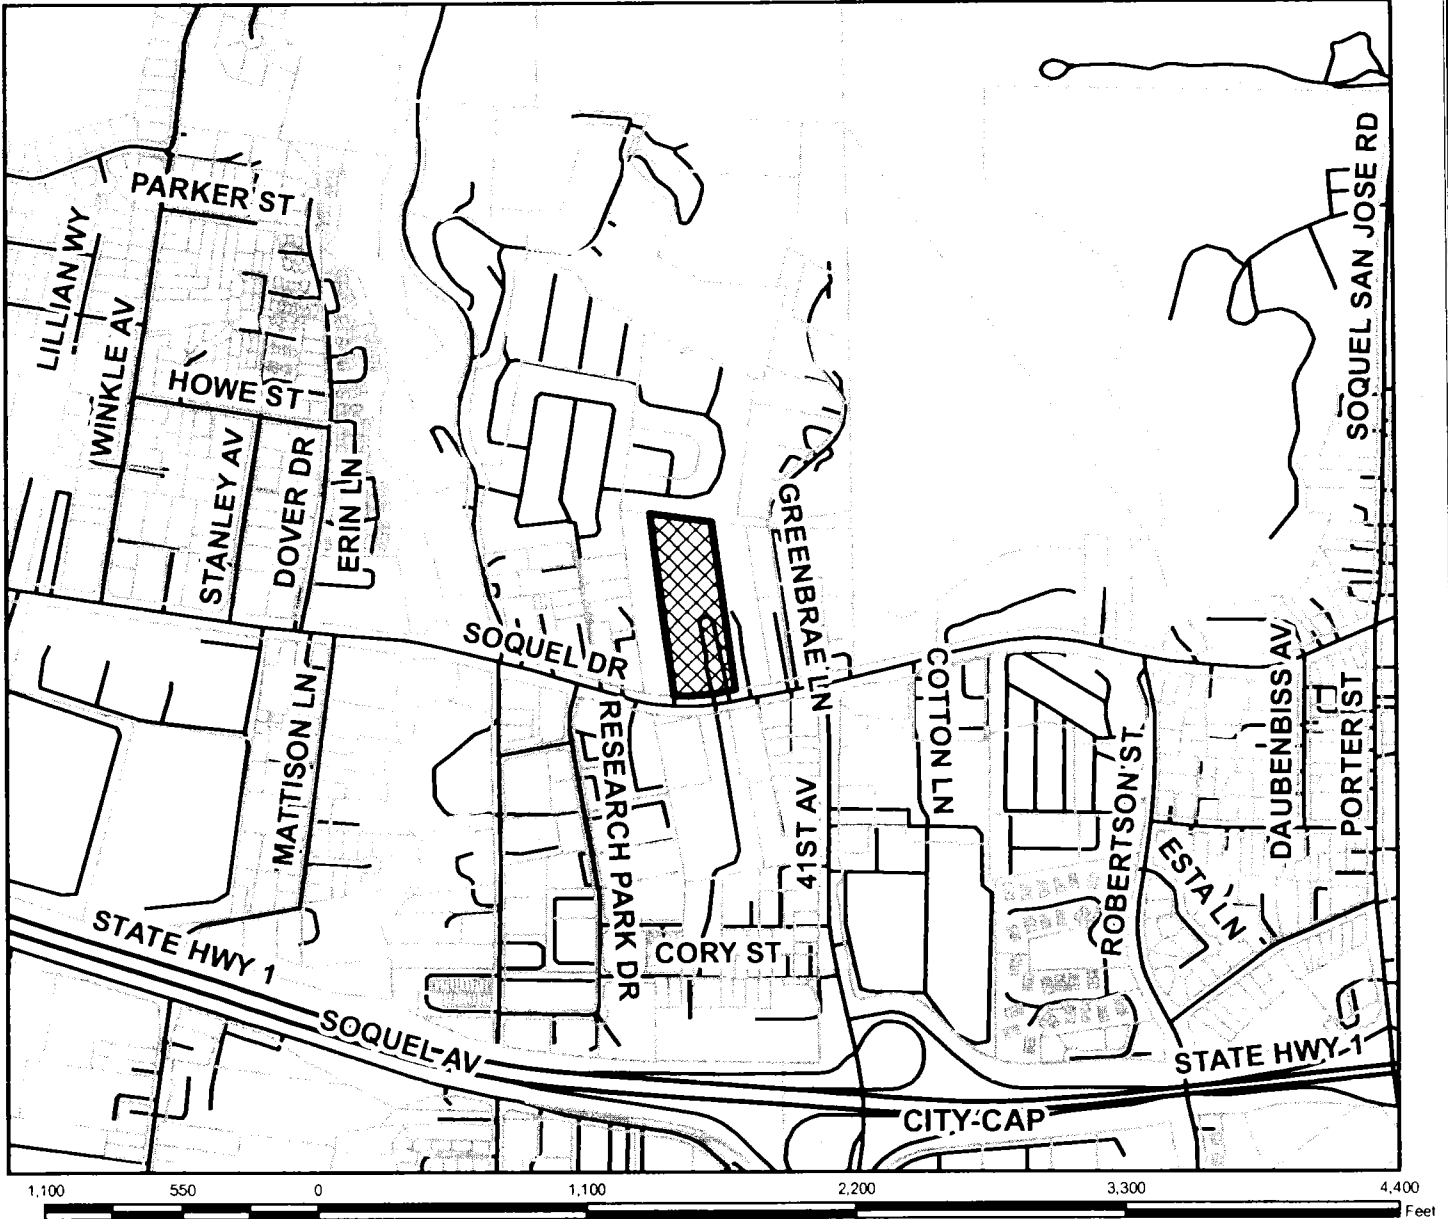 PARKER ST
SOQUEL SAN JOSE RD
LILLIAN WY
WINKLE AV
HOWE ST
STANLEY AV
DOVER DR
ERIN LN
GREENBRAE LN
SOQUEL DR
MATTISON LN
RESEARCH PARK DR
41ST AV
COTTON LN
ROBERTSON ST
DAUBENBISS AV
PORTER ST
ESTA LN
CORY ST
STATE HWY 1
SOQUEL AV
STATE HWY 1
CITY-CAP
1,100 550 0 1,100 2,200 3,300 4,400
Feet